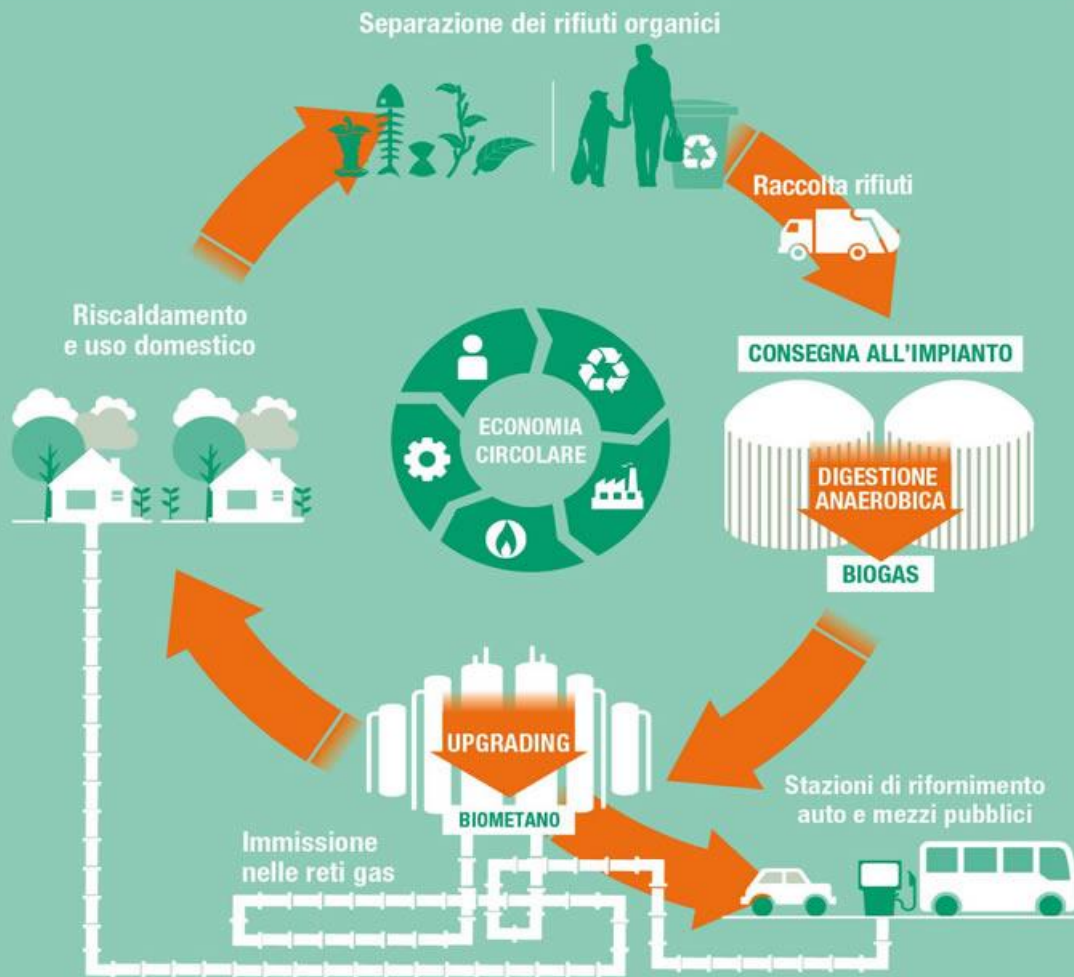 Separazione dei rifiuti organici
Raccolta rifiuti
Riscaldamento
e uso domestico
CONSEGNA ALL'IMPIANTO
ECONOMIA
CIRCOLARE
DIGESTIONE
ANAEROBICA
BIOGAS
UPGRADING
BIOMETANO
Stazioni di rifornimento
auto e mezzi pubblici
Immissione
nelle reti gas